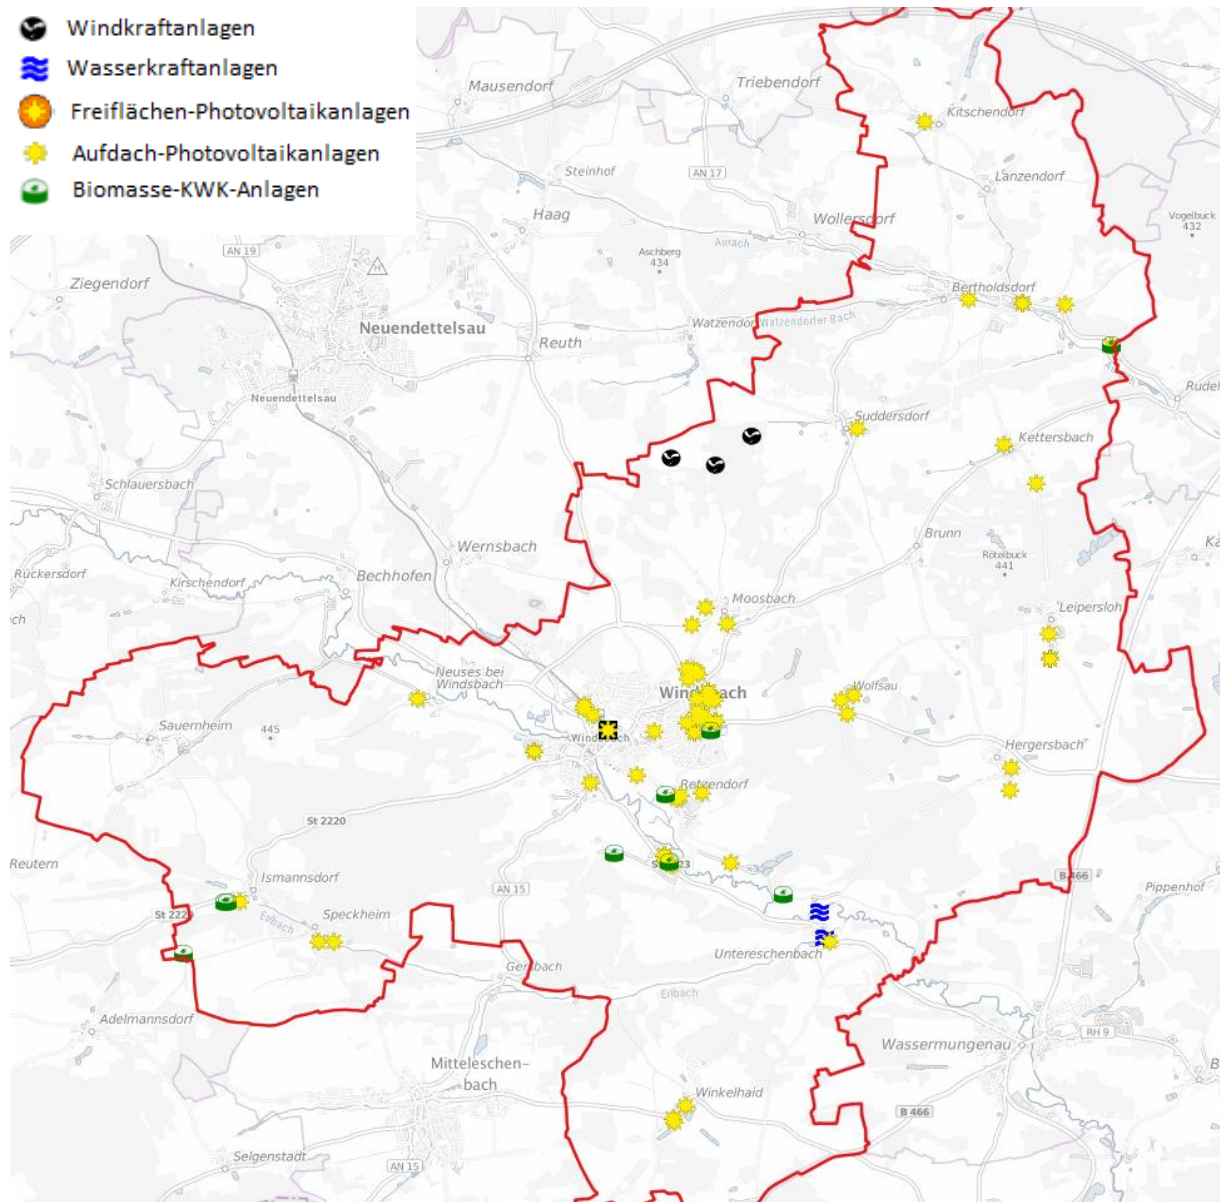 Windkraftanlagen
Wasserkraftanlagen
Freiflächen-Photovoltaikanlagen
Aufdach-Photovoltaikanlagen
Biomasse-KWK-Anlagen
Mausendorf
Triebendorf
Kitschendorf
Steinhof
AN 17
Lanzendorf
Haag
Wollersdorf
Vogelbuck
432
AN 19
Aurach
Aschberg
434
H
Ziegendorf
Bertholdsdorf
Neuendettelsau
Watzendorf
Watzendorfer Bach
Reuth
Neuendettelsau
Suddersdorf
Kettersbach
Schlauersbach
Brunn
Wernsbach
Rötelbuck
441
Rückersdorf
Kirschendorf
Bechhofen
Moosbach
Leipersloh
Neuses bei
Windsbach
Windsbach
Wolfsau
Sauernheim
445
Windsbach
Hergersbach
Retzendorf
St 2220
Reutern
Ismannsdorf
AN 15
B 466
Pippenhof
St 2220
Erlbach
Speckheim
Untereschenbach
Gersbach
Erlbach
Adelmannsdorf
RH 9
Wassermungenau
Mitteleschen-
bach
Winkelhaid
B 466
Selgenstadt
AN 15